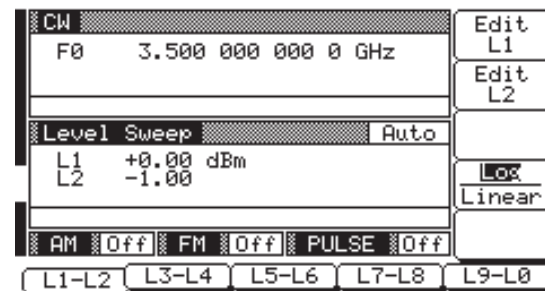 CW
F0 3.500 000 000 0 GHz
Level Sweep Auto
L1 +0.00 dBm
L2 -1.00
AM Off FM Off PULSE Off
Edit
L1
Edit
L2
Log
Linear
L1-L2 L3-L4 L5-L6 L7-L8 L9-L0